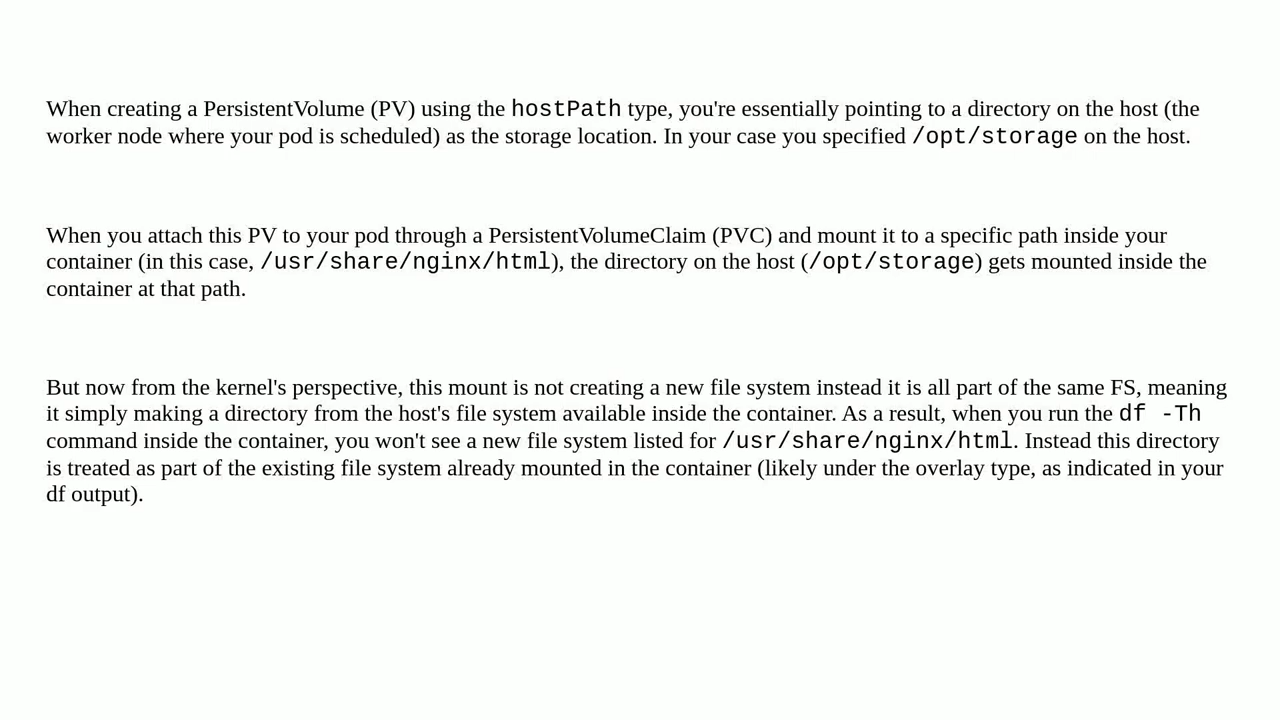 When creating a PersistentVolume (PV) using the hostPath type, you're essentially pointing to a directory on the host (the
worker node where your pod is scheduled) as the storage location. In your case you specified /opt/storage on the host.
When you attach this PV to your pod through a PersistentVolumeClaim (PVC) and mount it to a specific path inside your
container (in this case, /usr/share/nginx/html), the directory on the host (/opt/storage) gets mounted inside the
container at that path.
But now from the kernel's perspective, this mount is not creating a new file system instead it is all part of the same FS, meaning
it simply making a directory from the host's file system available inside the container. As a result, when you run the df -Th
command inside the container, you won't see a new file system listed for /usr/share/nginx/html. Instead this directory
is treated as part of the existing file system already mounted in the container (likely under the overlay type, as indicated in your
df output).